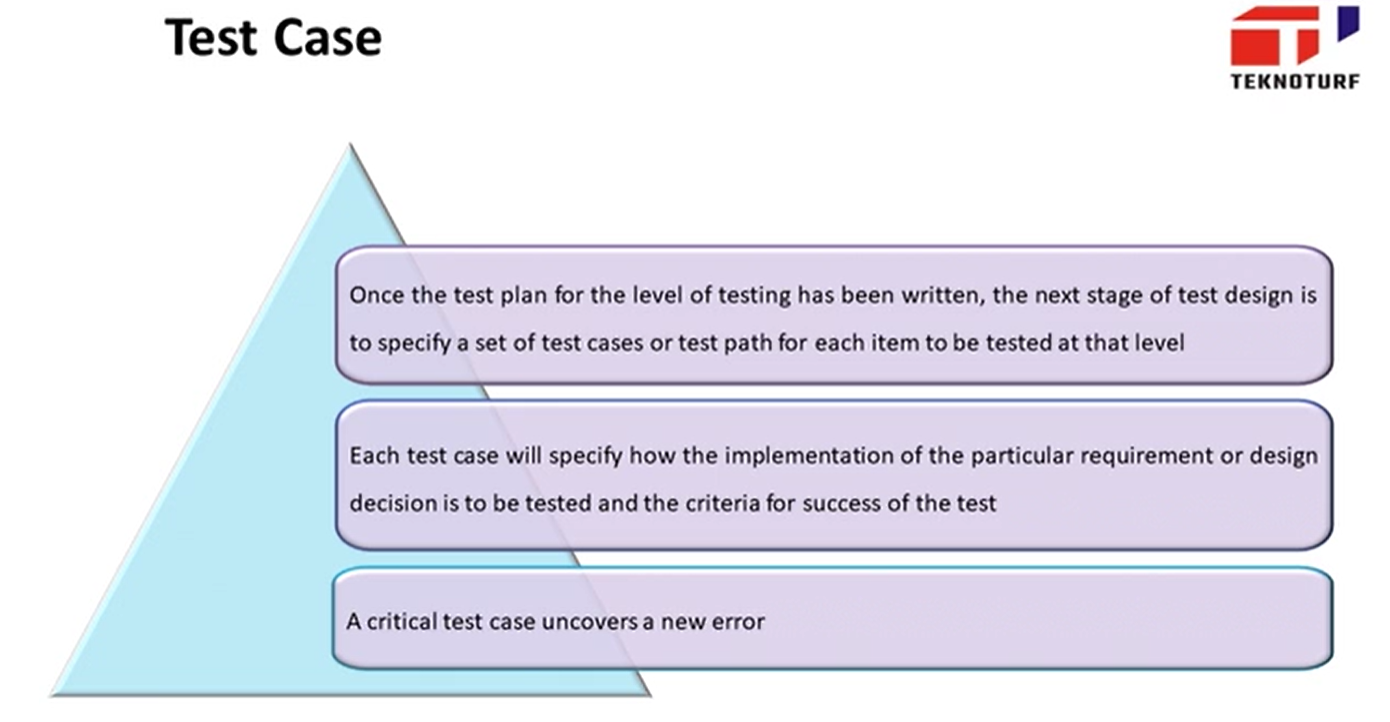 Test Case
TEKNOTURF
Once the test plan for the level of testing has been written, the next stage of test design is
to specify a set of test cases or test path for each item to be tested at that level
Each test case will specify how the implementation of the particular requirement or design
decision is to be tested and the criteria for success of the test
A critical test case uncovers a new error